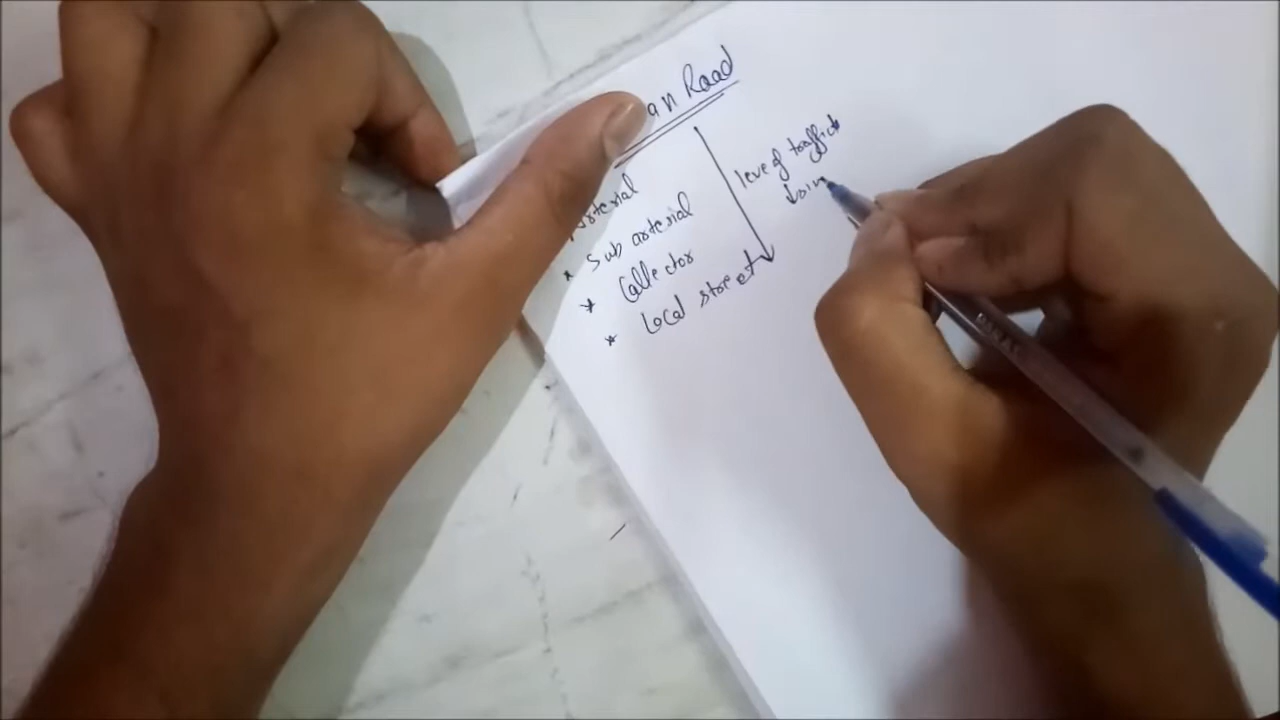 an Road
Arterial
* Sub arterial
* Collector
* Local street
level of traffic